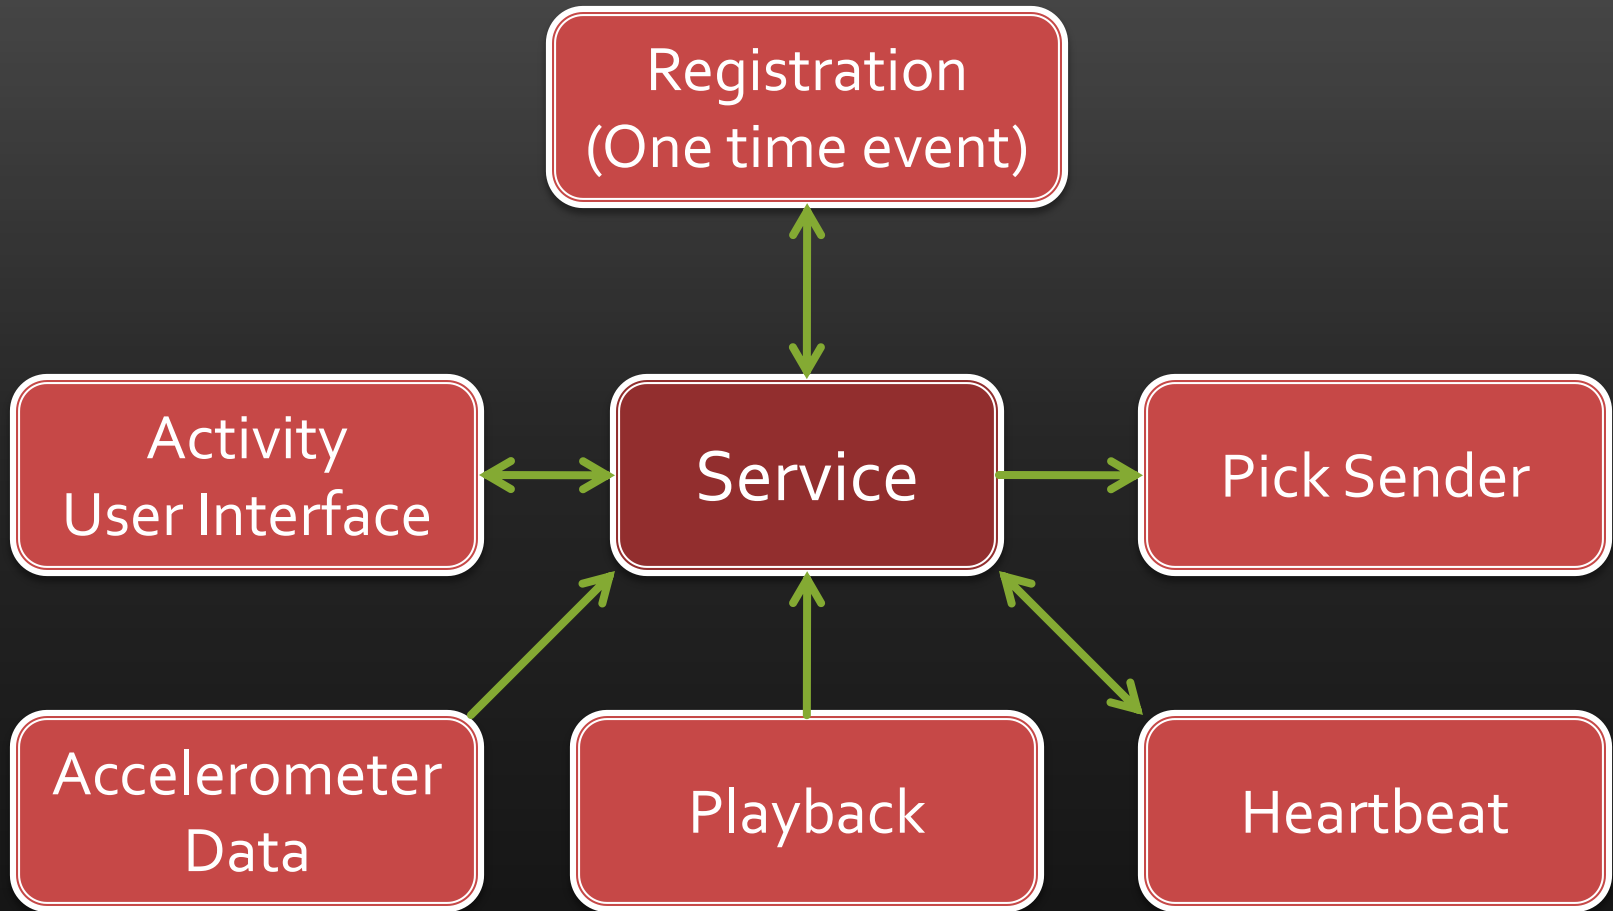 Registration
(One time event)
Activity
User Interface
Service
Pick Sender
Accelerometer
Data
Playback
Heartbeat